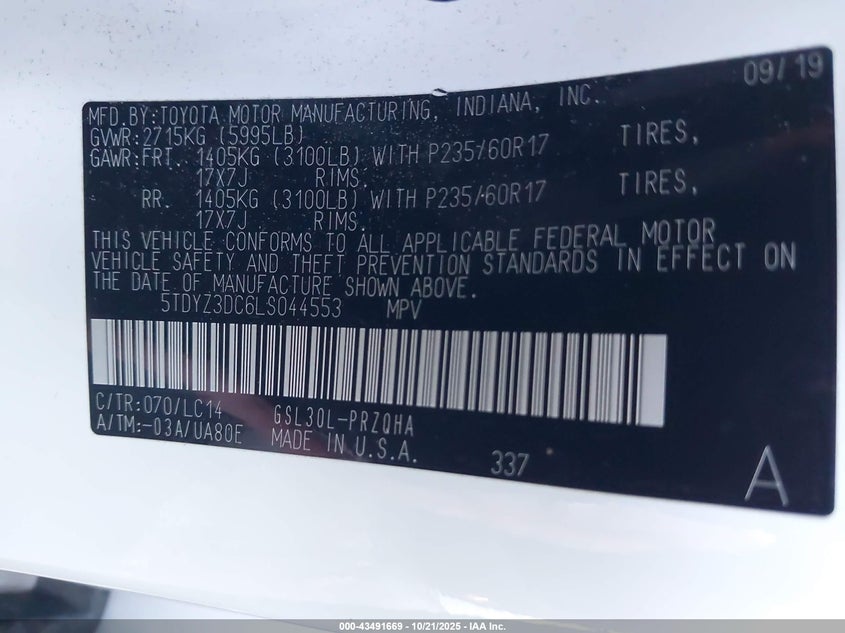 09/19
MFD.BY:TOYOTA MOTOR MANUFACTURING, INDIANA, INC.
GVWR:2715KG (5995LB)
GAWR:FRT. 1405KG (3100LB) WITH P235/60R17 TIRES,
17X7J RIMS,
RR. 1405KG (3100LB) WITH P235/60R17 TIRES,
17X7J RIMS.
THIS VEHICLE CONFORMS TO ALL APPLICABLE FEDERAL MOTOR
VEHICLE SAFETY AND THEFT PREVENTION STANDARDS IN EFFECT ON
THE DATE OF MANUFACTURE SHOWN ABOVE.
5TDYZ3DC6LS044553 MPV
C/TR:070/LC14 GSL30L-PRZQHA
A/TM:-03A/UA80E MADE IN U.S.A. 337 A
000-43491669 - 10/21/2025 - IAA Inc.